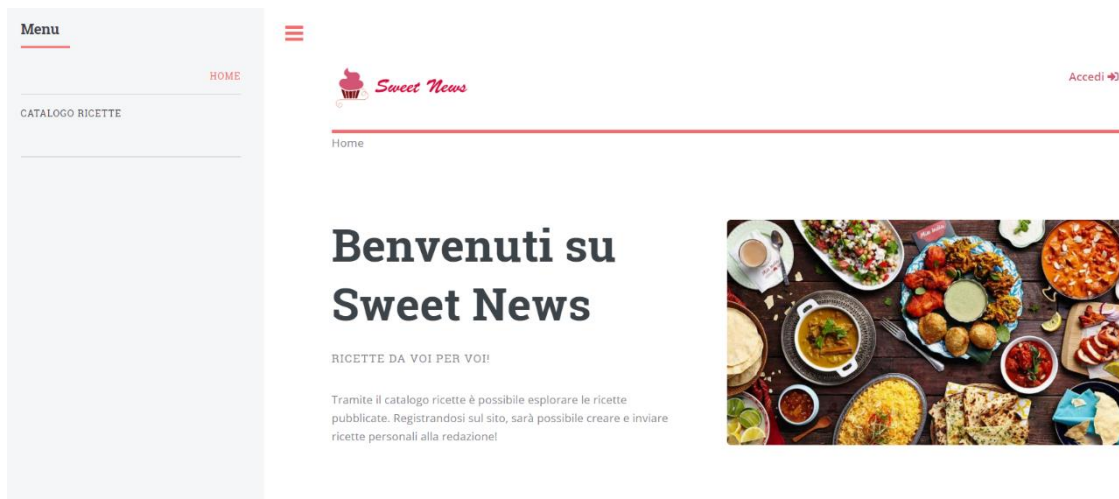 Menu
HOME
CATALOGO RICETTE
Sweet News
Accedi
Home
Benvenuti su
Sweet News
RICETTE DA VOI PER VOI!
Tramite il catalogo ricette è possibile esplorare le ricette
pubblicate. Registrandosi sul sito, sarà possibile creare e inviare
ricette personali alla redazione!